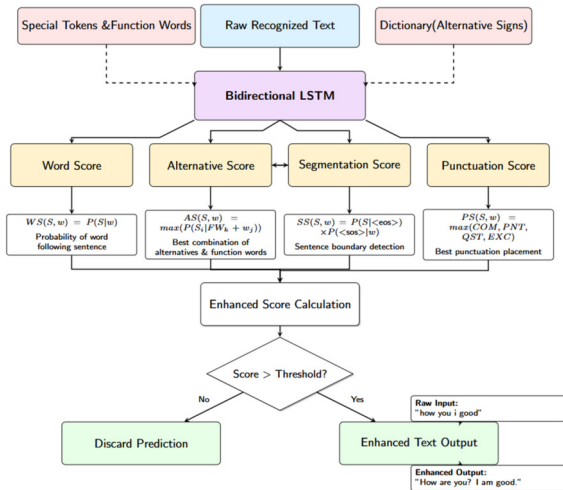 Special Tokens &Function Words
Raw Recognized Text
Dictionary(Alternative Signs)
Bidirectional LSTM
Word Score
Alternative Score
Segmentation Score
Punctuation Score
WS(S, w) = P(S|w)
Probability of word
following sentence
AS(S, w) =
max(P(S_i|FW_k + w_j))
Best combination of
alternatives & function words
SS(S, w) = P(S|<eos>)
×P(<sos>|w)
Sentence boundary detection
PS(S, w) =
max(COM, PNT,
QST, EXC)
Best punctuation placement
Enhanced Score Calculation
Score > Threshold?
No
Yes
Raw Input:
"how you i good"
Discard Prediction
Enhanced Text Output
Enhanced Output:
"How are you? I am good."